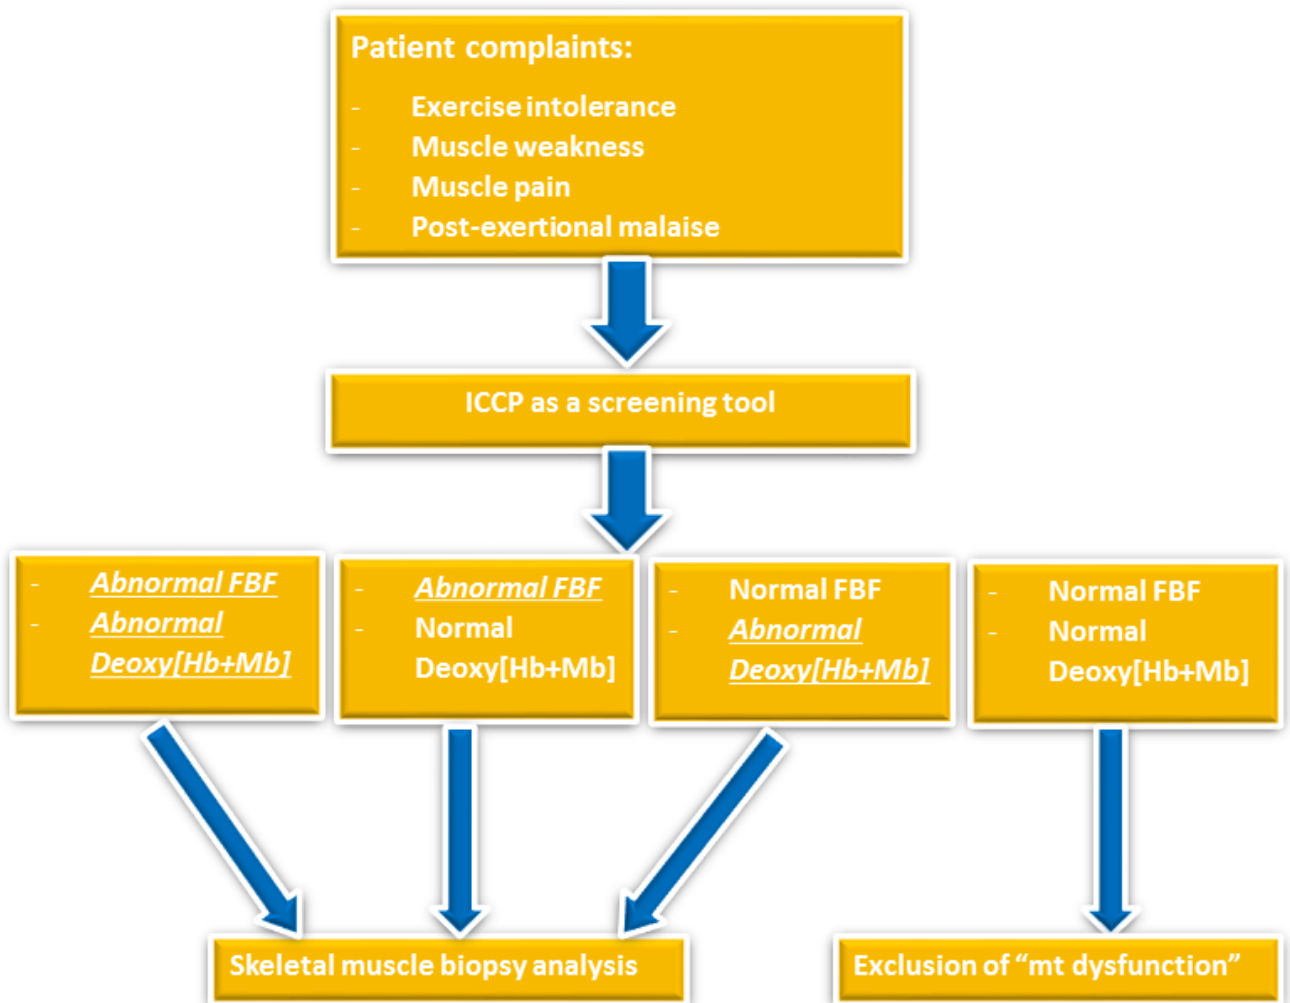 Patient complaints:
- Exercise intolerance
- Muscle weakness
- Muscle pain
- Post-exertional malaise
ICCP as a screening tool
- Abnormal FBF
- Abnormal
Deoxy[Hb+Mb]
- Abnormal FBF
- Normal
Deoxy[Hb+Mb]
- Normal FBF
- Abnormal
Deoxy[Hb+Mb]
- Normal FBF
- Normal
Deoxy[Hb+Mb]
Skeletal muscle biopsy analysis
Exclusion of “mt dysfunction”